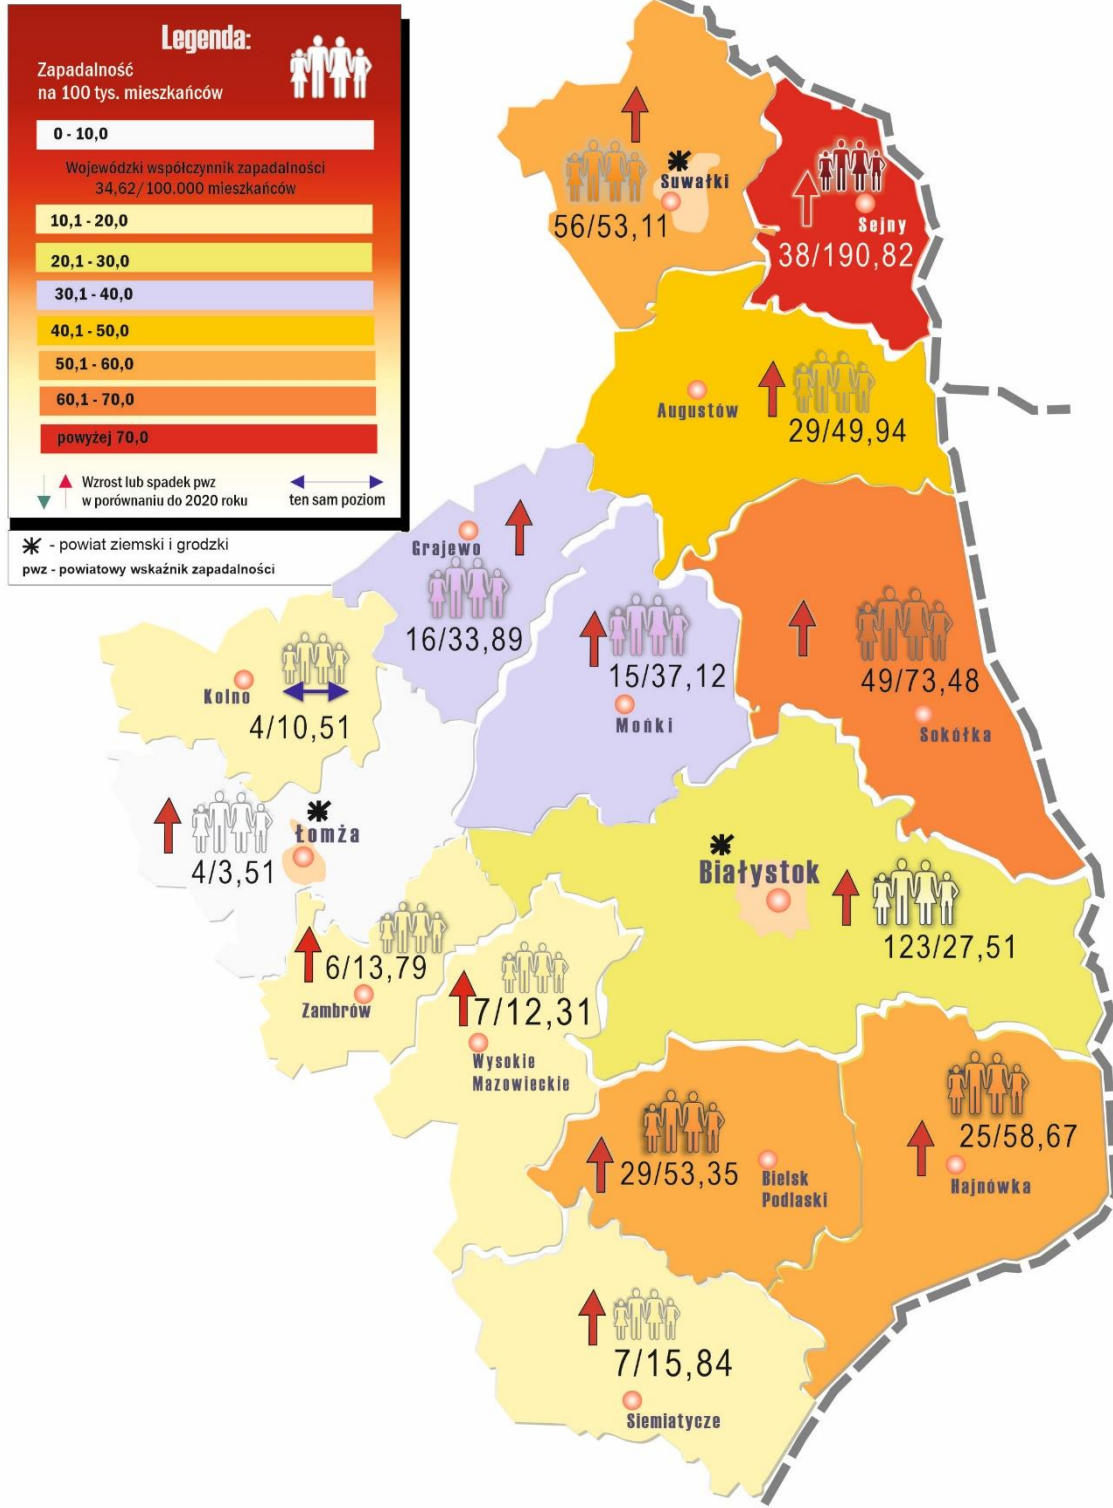 Legenda:
Zapadalność
na 100 tys. mieszkańców
0 - 10,0
Wojewódzki współczynnik zapadalności
34,62/100.000 mieszkańców
10,1 - 20,0
20,1 - 30,0
30,1 - 40,0
40,1 - 50,0
50,1 - 60,0
60,1 - 70,0
powyżej 70,0
Wzrost lub spadek pwz
w porównaniu do 2020 roku
ten sam poziom
- powiat ziemski i grodzki
pwz - powiatowy wskaźnik zapadalności
Suwałki
56/53,11
Sejny
38/190,82
Augustów
29/49,94
Grajewo
16/33,89
15/37,12
Mońki
49/73,48
Sokółka
Kolno
4/10,51
Łomża
4/3,51
Białystok
123/27,51
6/13,79
Zambrów
7/12,31
Wysokie
Mazowieckie
29/53,35
Bielsk
Podlaski
25/58,67
Hajnówka
7/15,84
Siemiatycze